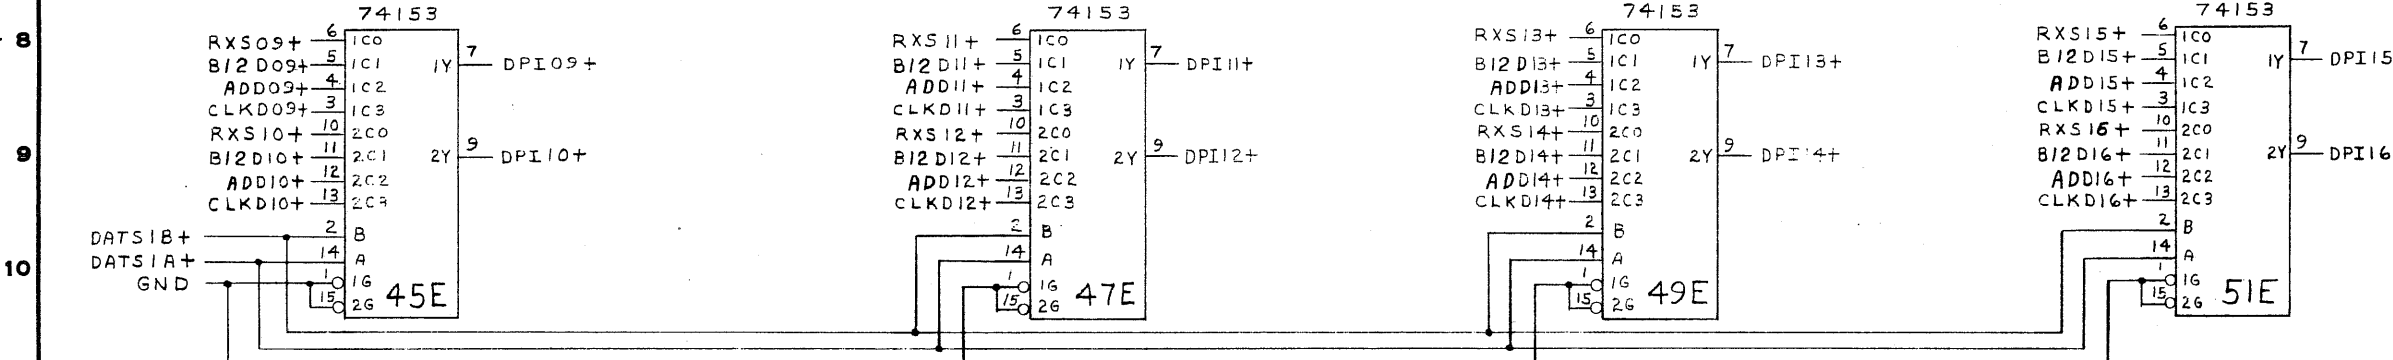 74153 74153 74153 74153
8
9
10
RXS09+ 6 1C0
B12D09+ 5 1C1 1Y 7 DPI09+
ADD09+ 4 1C2
CLKD09+ 3 1C3
RXS10+ 10 2C0
B12D10+ 11 2C1 2Y 9 DPI10+
ADD10+ 12 2C2
CLKD10+ 13 2C3
DATS1B+ 2 B
DATS1A+ 14 A
GND 1 1G
15 2G
45E
RXS11+ 6 1C0
B12D11+ 5 1C1 1Y 7 DPI11+
ADD11+ 4 1C2
CLKD11+ 3 1C3
RXS12+ 10 2C0
B12D12+ 11 2C1 2Y 9 DPI12+
ADD12+ 12 2C2
CLKD12+ 13 2C3
2 B
14 A
1 1G
15 2G
47E
RXS13+ 6 1C0
B12D13+ 5 1C1 1Y 7 DPI13+
ADD13+ 4 1C2
CLKD13+ 3 1C3
RXS14+ 10 2C0
B12D14+ 11 2C1 2Y 9 DPI14+
ADD14+ 12 2C2
CLKD14+ 13 2C3
2 B
14 A
1 1G
15 2G
49E
RXS15+ 6 1C0
B12D15+ 5 1C1 1Y 7 DPI15
ADD15+ 4 1C2
CLKD15+ 3 1C3
RXS16+ 10 2C0
B12D16+ 11 2C1 2Y 9 DPI16
ADD16+ 12 2C2
CLKD16+ 13 2C3
2 B
14 A
1 1G
15 2G
51E